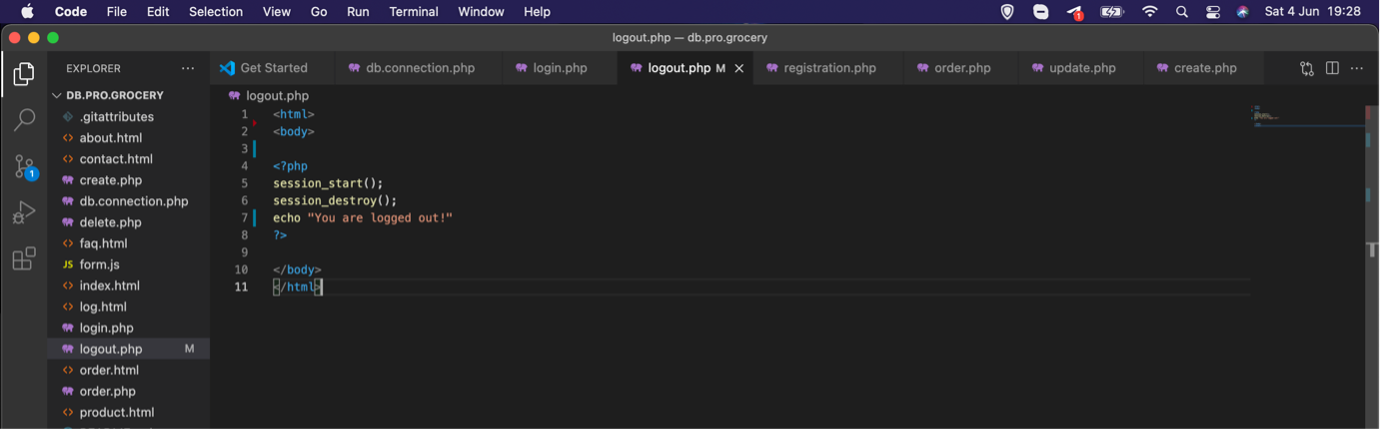 Code File Edit Selection View Go Run Terminal Window Help 1 Sat 4 Jun 19:28
logout.php — db.pro.grocery
EXPLORER ··· Get Started db.connection.php login.php logout.php M × registration.php order.php update.php create.php ···
DB.PRO.GROCERY
.gitattributes
<> about.html
<> contact.html
1
create.php
db.connection.php
delete.php
<> faq.html
JS form.js
<> index.html
<> log.html
login.php
logout.php M
<> order.html
order.php
<> product.html
logout.php
1 <html>
2 <body>
3
4 <?php
5 session_start();
6 session_destroy();
7 echo "You are logged out!"
8 ?>
9
10 </body>
11 </html>